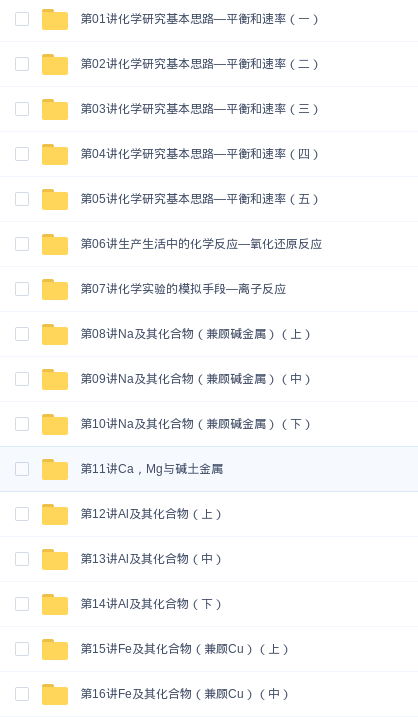 第01讲化学研究基本思路—平衡和速率（一）
第02讲化学研究基本思路—平衡和速率（二）
第03讲化学研究基本思路—平衡和速率（三）
第04讲化学研究基本思路—平衡和速率（四）
第05讲化学研究基本思路—平衡和速率（五）
第06讲生产生活中的化学反应—氧化还原反应
第07讲化学实验的模拟手段—离子反应
第08讲Na及其化合物（兼顾碱金属）（上）
第09讲Na及其化合物（兼顾碱金属）（中）
第10讲Na及其化合物（兼顾碱金属）（下）
第11讲Ca，Mg与碱土金属
第12讲Al及其化合物（上）
第13讲Al及其化合物（中）
第14讲Al及其化合物（下）
第15讲Fe及其化合物（兼顾Cu）（上）
第16讲Fe及其化合物（兼顾Cu）（中）